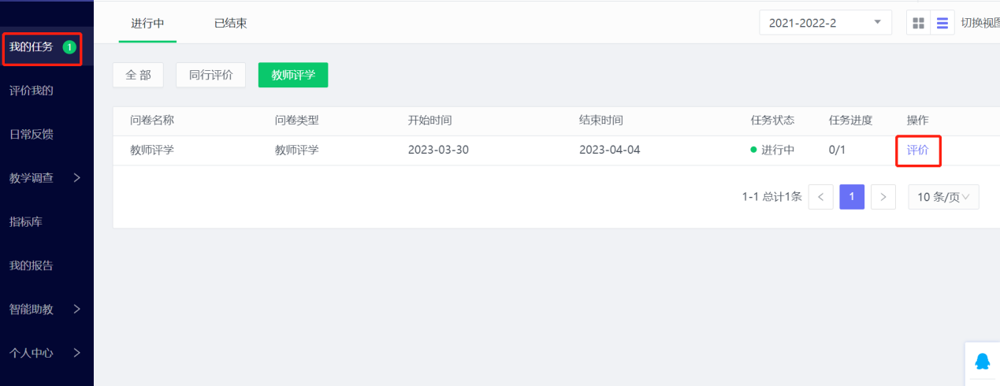 进行中 已结束 2021-2022-2 切换视图
我的任务 1
评价我的
日常反馈
教学调查
指标库
我的报告
智能助教
个人中心
全 部 同行评价 教师评学
问卷名称 问卷类型 开始时间 结束时间 任务状态 任务进度 操作
教师评学 教师评学 2023-03-30 2023-04-04 进行中 0/1 评价
1-1 总计1条 < 1 > 10 条/页